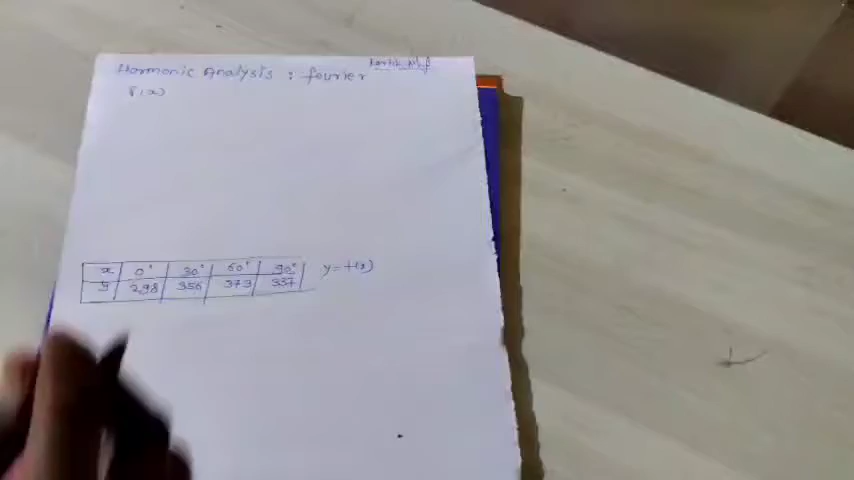 Harmonic Analysis : fourier
f(x)
x 0° 30° 60° 90° y = f(x)
y 298 356 373 337